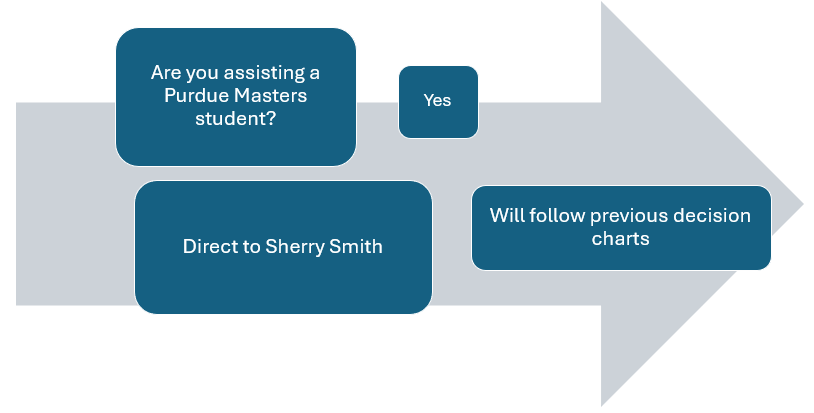 Are you assisting a
Purdue Masters
student?
Yes
Direct to Sherry Smith
Will follow previous decision
charts